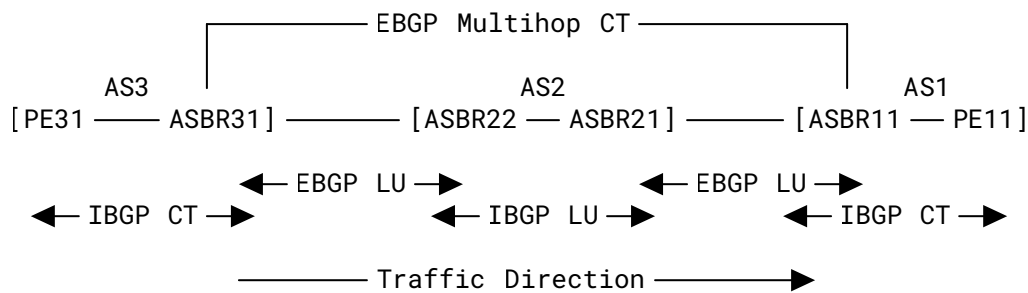 EBGP Multihop CT
AS3 AS2 AS1
[PE31 ASBR31] [ASBR22 ASBR21] [ASBR11 PE11]
EBGP LU EBGP LU
IBGP CT IBGP LU IBGP CT
Traffic Direction